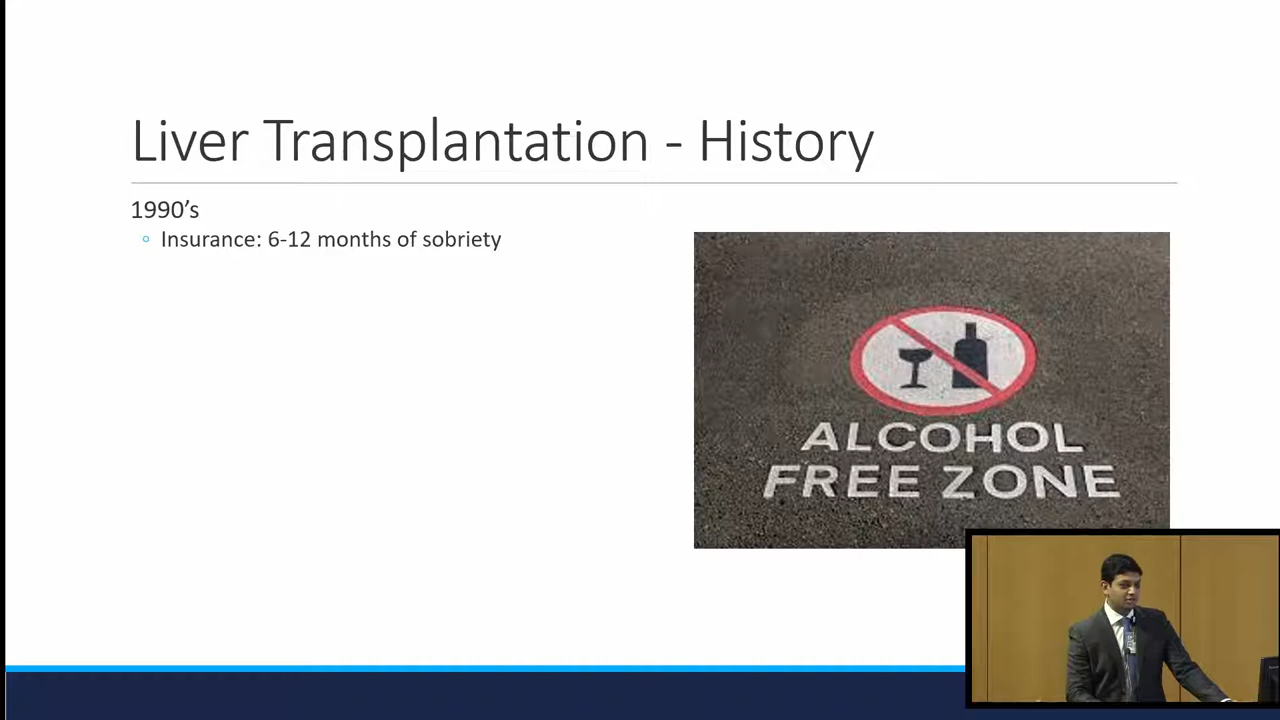 Liver Transplantation - History
1990’s
Insurance: 6-12 months of sobriety
ALCOHOL
FREE ZONE